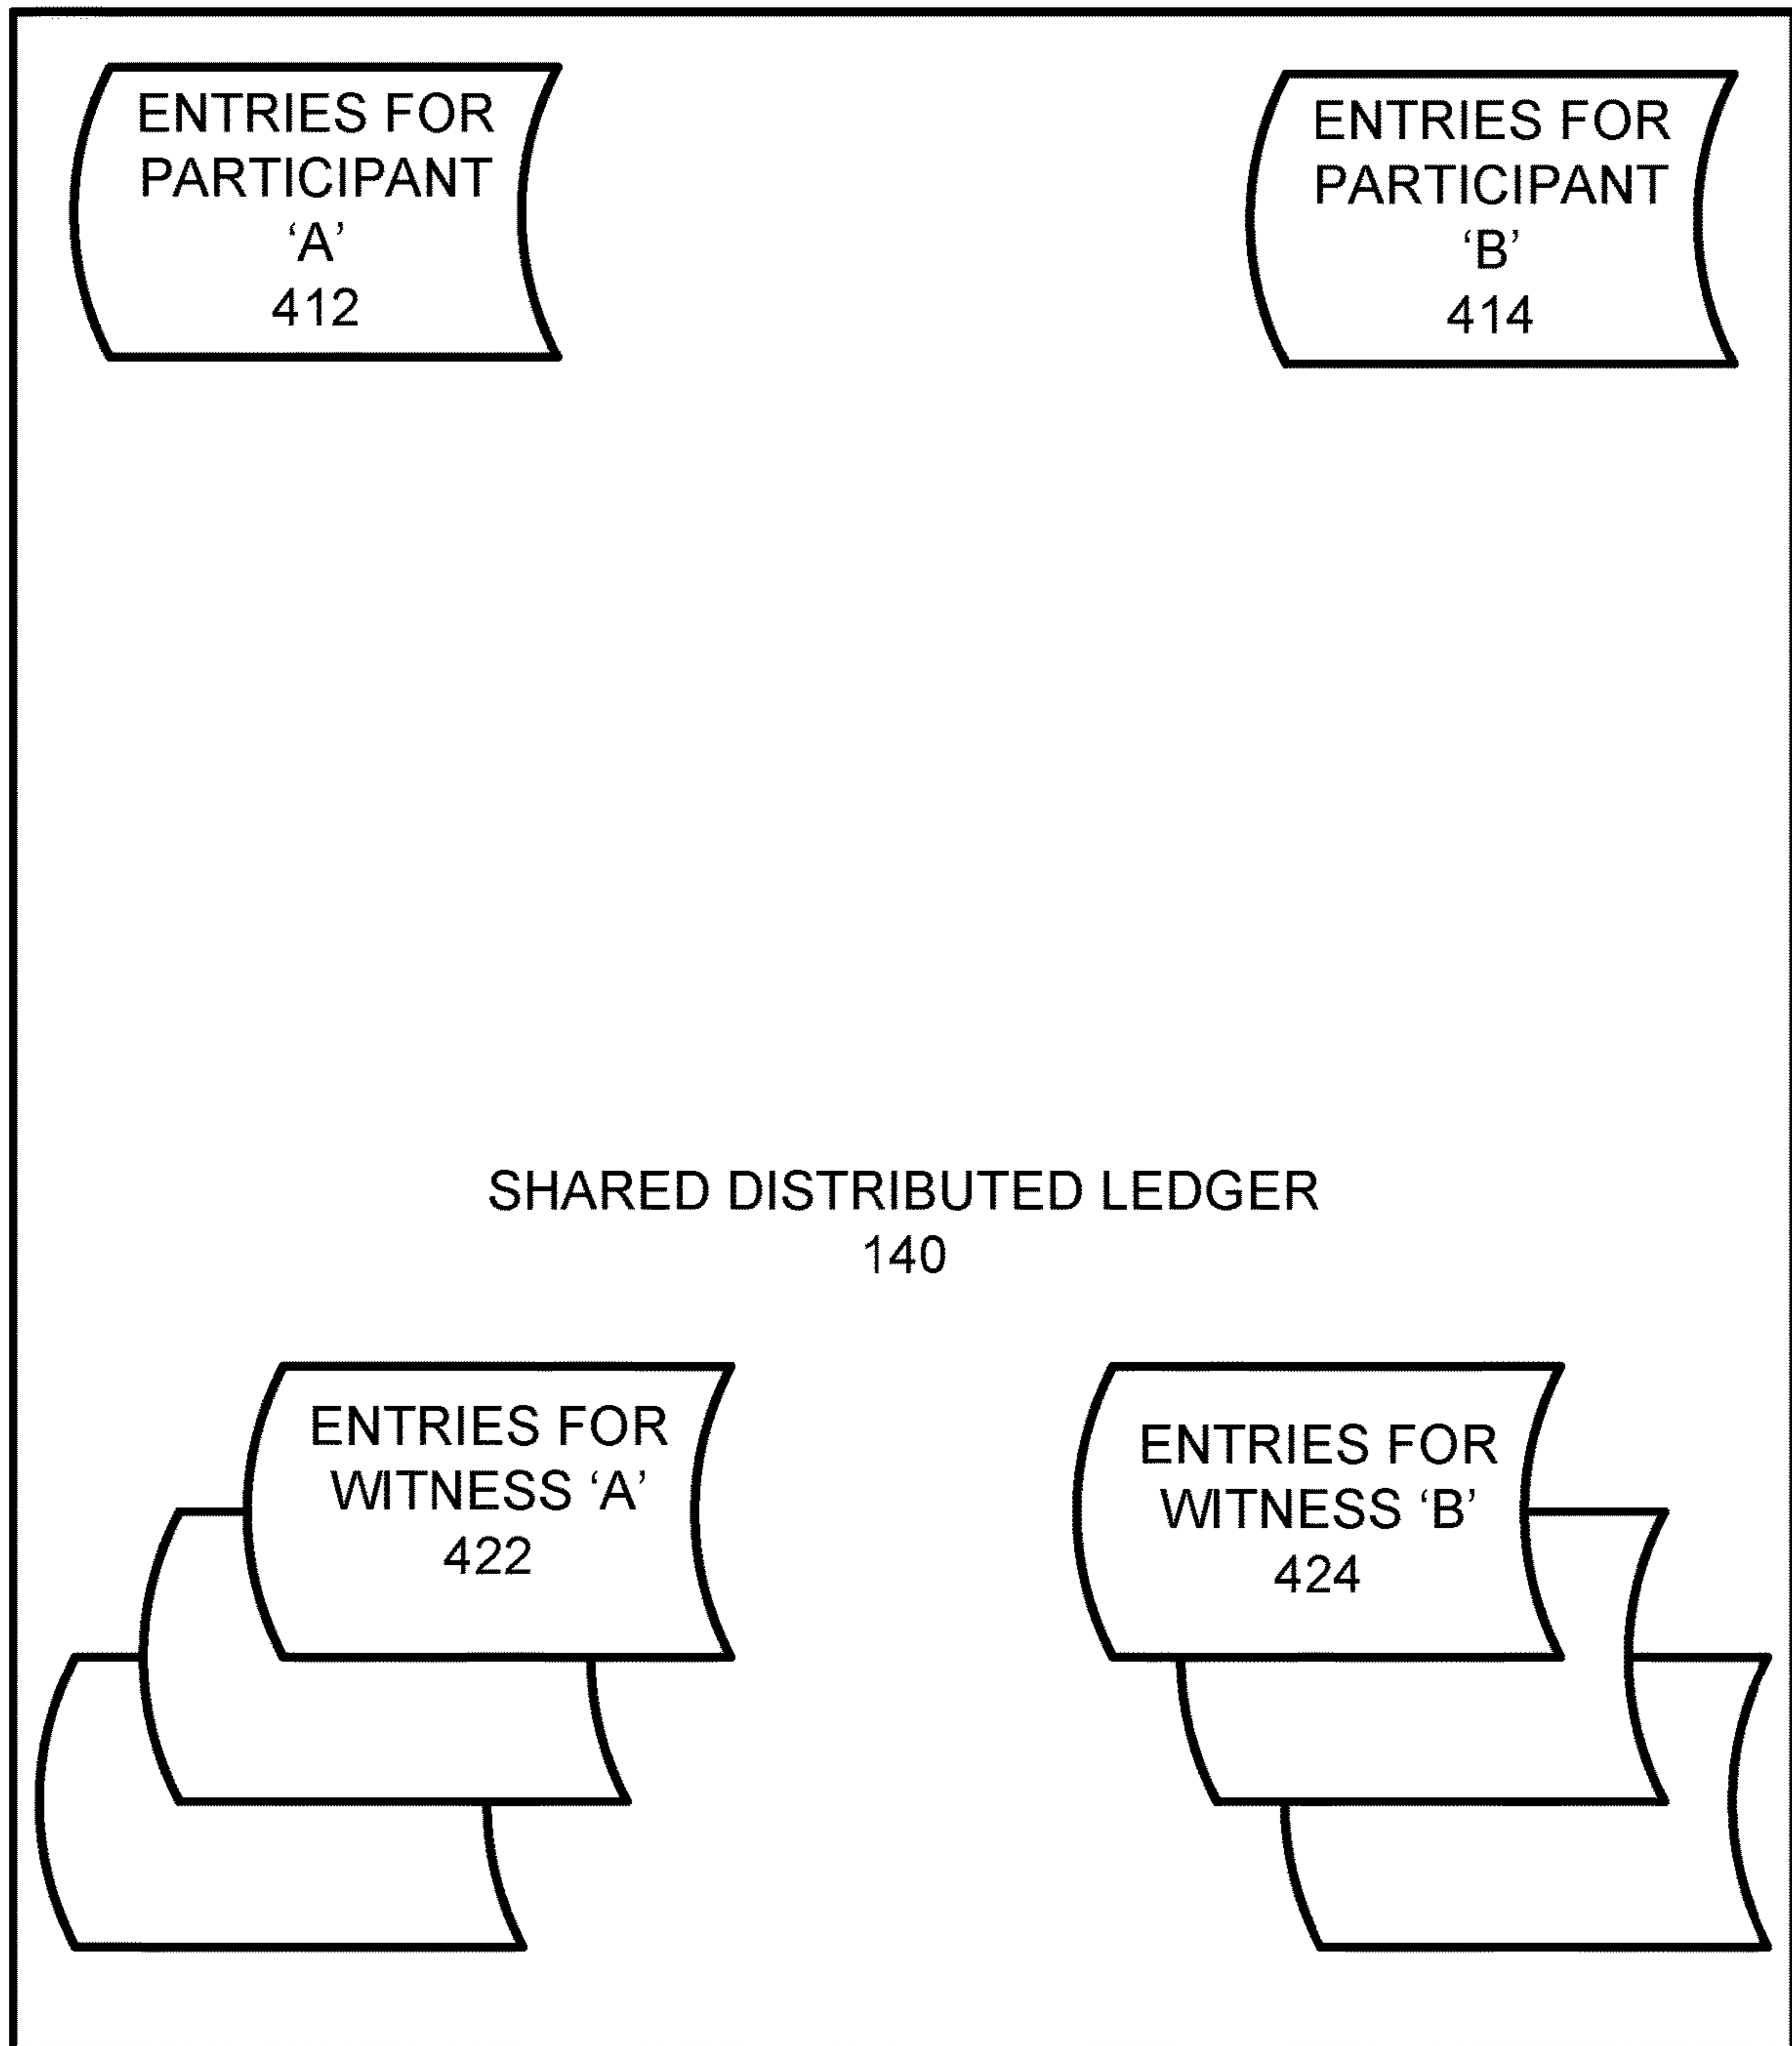 ENTRIES FOR
PARTICIPANT
‘A’
412
ENTRIES FOR
PARTICIPANT
‘B’
414
SHARED DISTRIBUTED LEDGER
140
ENTRIES FOR
WITNESS ‘A’
422
ENTRIES FOR
WITNESS ‘B’
424